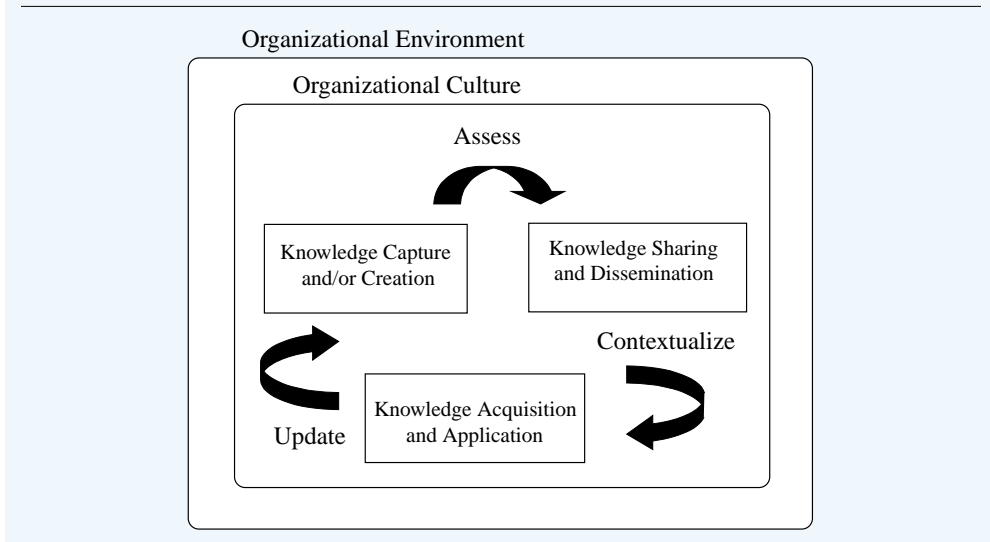 Organizational Environment
Organizational Culture
Assess
Knowledge Capture
and/or Creation
Knowledge Sharing
and Dissemination
Contextualize
Knowledge Acquisition
and Application
Update